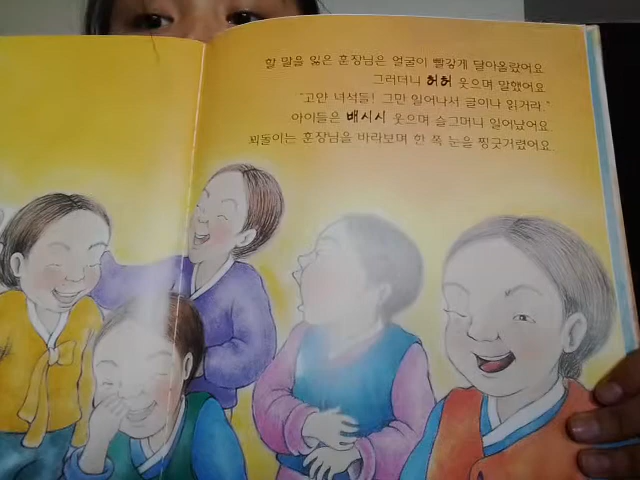 할 말을 잃은 훈장님은 얼굴이 빨갛게 달아올랐어요.
그러더니 허허 웃으며 말했어요.
"고얀 녀석들! 그만 일어나서 글이나 읽거라."
아이들은 배시시 웃으며 슬그머니 일어났어요.
꾀돌이는 훈장님을 바라보며 한 쪽 눈을 찡긋거렸어요.